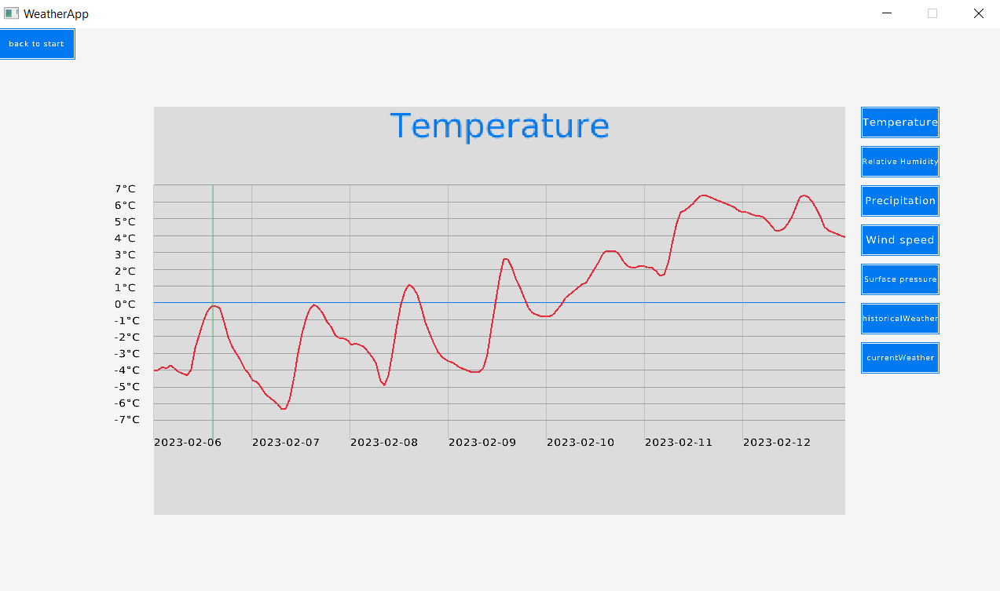 WeatherApp
back to start
Temperature
7°C
6°C
5°C
4°C
3°C
2°C
1°C
0°C
-1°C
-2°C
-3°C
-4°C
-5°C
-6°C
-7°C
2023-02-06 2023-02-07 2023-02-08 2023-02-09 2023-02-10 2023-02-11 2023-02-12
Temperature
Relative Humidity
Precipitation
Wind speed
Surface pressure
historicalWeather
currentWeather